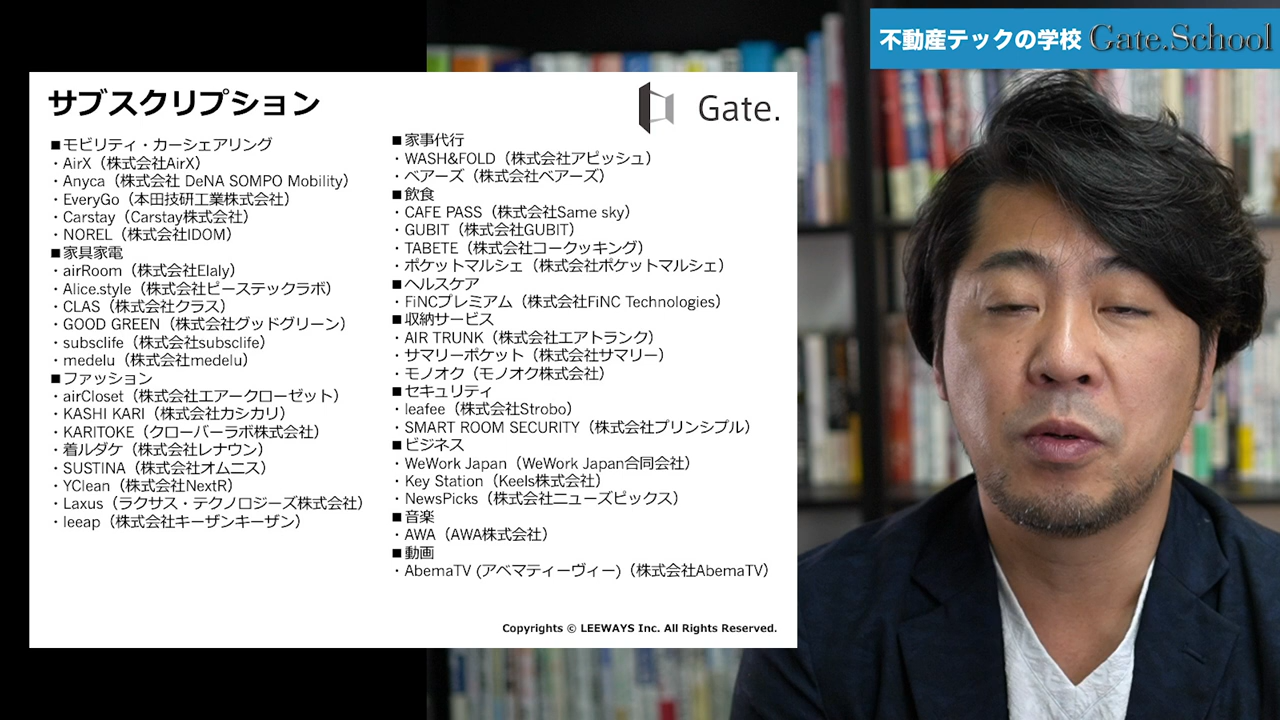 不動産テックの学校 Gate.School
サブスクリプション
Gate.
■モビリティ・カーシェアリング
・AirX（株式会社AirX）
・Anyca（株式会社 DeNA SOMPO Mobility）
・EveryGo（本田技研工業株式会社）
・Carstay（Carstay株式会社）
・NOREL（株式会社IDOM）
■家具家電
・airRoom（株式会社Elaly）
・Alice.style（株式会社ピーステックラボ）
・CLAS（株式会社クラス）
・GOOD GREEN（株式会社グッドグリーン）
・subsclife（株式会社subsclife）
・medelu（株式会社medelu）
■ファッション
・airCloset（株式会社エアークローゼット）
・KASHI KARI（株式会社カシカリ）
・KARITOKE（クローバーラボ株式会社）
・着ルダケ（株式会社レナウン）
・SUSTINA（株式会社オムニス）
・YClean（株式会社NextR）
・Laxus（ラクサス・テクノロジーズ株式会社）
・leeap（株式会社キーザンキーザン）
■家事代行
・WASH&FOLD（株式会社アピッシュ）
・ベアーズ（株式会社ベアーズ）
■飲食
・CAFE PASS（株式会社Same sky）
・GUBIT（株式会社GUBIT）
・TABETE（株式会社コークッキング）
・ポケットマルシェ（株式会社ポケットマルシェ）
■ヘルスケア
・FiNCプレミアム（株式会社FiNC Technologies）
■収納サービス
・AIR TRUNK（株式会社エアトランク）
・サマリーポケット（株式会社サマリー）
・モノオク（モノオク株式会社）
■セキュリティ
・leafee（株式会社Strobo）
・SMART ROOM SECURITY（株式会社プリンシプル）
■ビジネス
・WeWork Japan（WeWork Japan合同会社）
・Key Station（Keels株式会社）
・NewsPicks（株式会社ニューズピックス）
■音楽
・AWA（AWA株式会社）
■動画
・AbemaTV (アベマティーヴィー)（株式会社AbemaTV）
Copyrights © LEEWAYS Inc. All Rights Reserved.